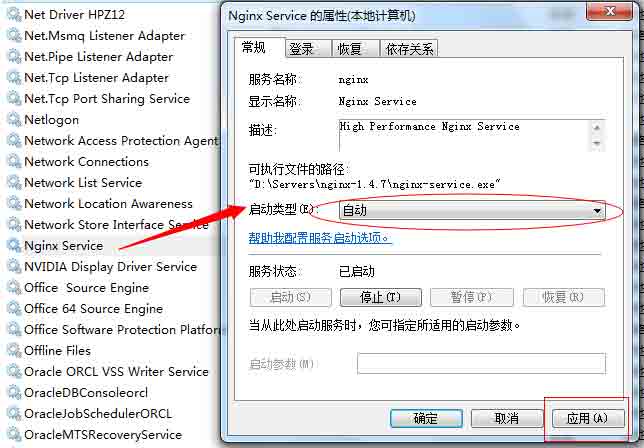 Net Driver HPZ12
Net.Msmq Listener Adapter
Net.Pipe Listener Adapter
Net.Tcp Listener Adapter
Net.Tcp Port Sharing Service
Netlogon
Network Access Protection Agent
Network Connections
Network List Service
Network Location Awareness
Network Store Interface Service
Nginx Service
NVIDIA Display Driver Service
Office  Source Engine
Office 64 Source Engine
Office Software Protection Platform
Offline Files
Oracle ORCL VSS Writer Service
OracleDBConsoleorcl
OracleJobSchedulerORCL
OracleMTSRecoveryService
Nginx Service 的属性(本地计算机)
常规 登录 恢复 依存关系
服务名称: nginx
显示名称: Nginx Service
描述: High Performance Nginx Service
可执行文件的路径:
"D:\Servers\nginx-1.4.7\nginx-service.exe"
启动类型(E): 自动
帮助我配置服务启动选项。
服务状态: 已启动
启动(S) 停止(T) 暂停(P) 恢复(R)
当从此处启动服务时，您可指定所适用的启动参数。
启动参数(M)
确定 取消 应用(A)